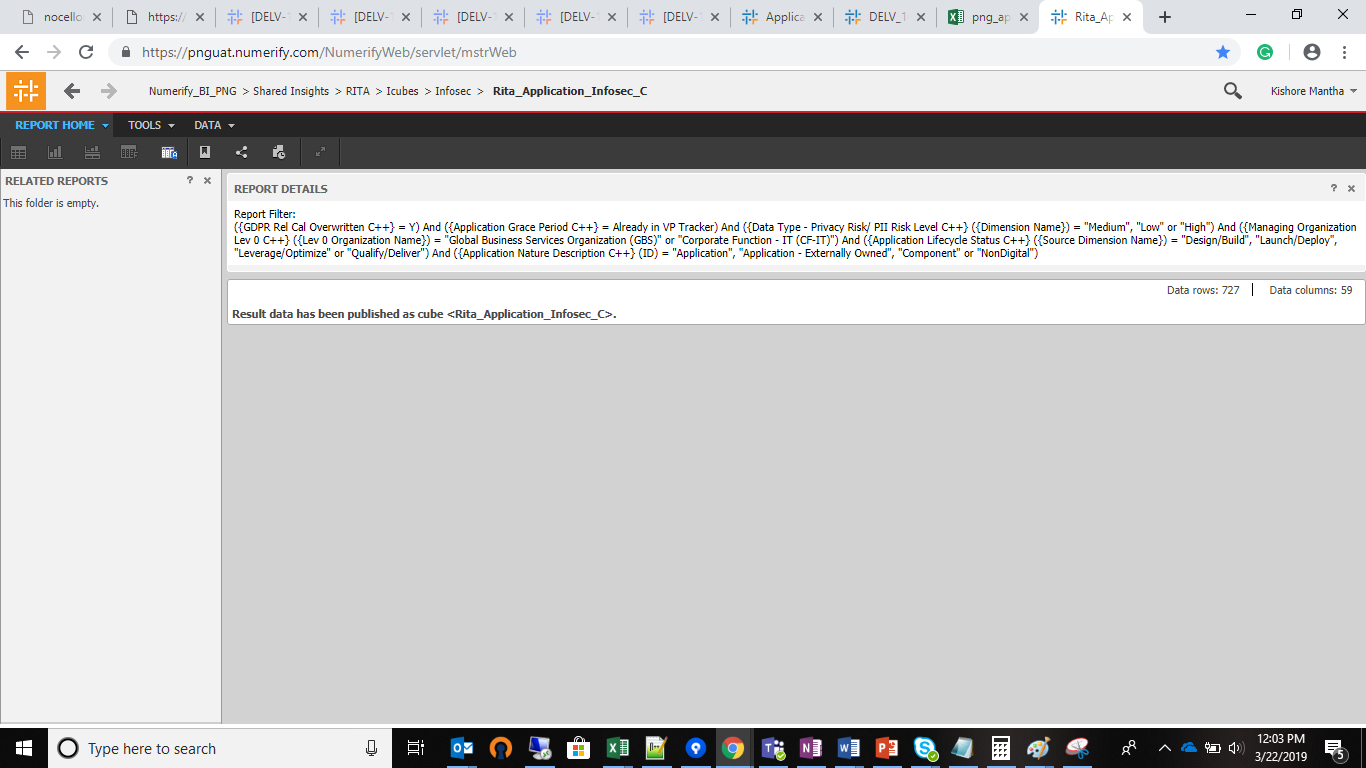 nocello
https://
[DELV-
[DELV-
[DELV-
[DELV-
[DELV-
Applica
DELV_1
png_ap
Rita_Ap
https://pnguat.numerify.com/NumerifyWeb/servlet/mstrWeb
Numerify_BI_PNG > Shared Insights > RITA > Icubes > Infosec > Rita_Application_Infosec_C
Kishore Mantha
REPORT HOME TOOLS DATA
RELATED REPORTS ?
This folder is empty.
REPORT DETAILS ?
Report Filter:
({GDPR Rel Cal Overwritten C++} = Y) And ({Application Grace Period C++} = Already in VP Tracker) And ({Data Type - Privacy Risk/ PII Risk Level C++} ({Dimension Name}) = "Medium", "Low" or "High") And ({Managing Organization
Lev 0 C++} ({Lev 0 Organization Name}) = "Global Business Services Organization (GBS)" or "Corporate Function - IT (CF-IT)") And ({Application Lifecycle Status C++} ({Source Dimension Name}) = "Design/Build", "Launch/Deploy",
"Leverage/Optimize" or "Qualify/Deliver") And ({Application Nature Description C++} (ID) = "Application", "Application - Externally Owned", "Component" or "NonDigital")
Data rows: 727 | Data columns: 59
Result data has been published as cube <Rita_Application_Infosec_C>.
Type here to search
12:03 PM
3/22/2019
5